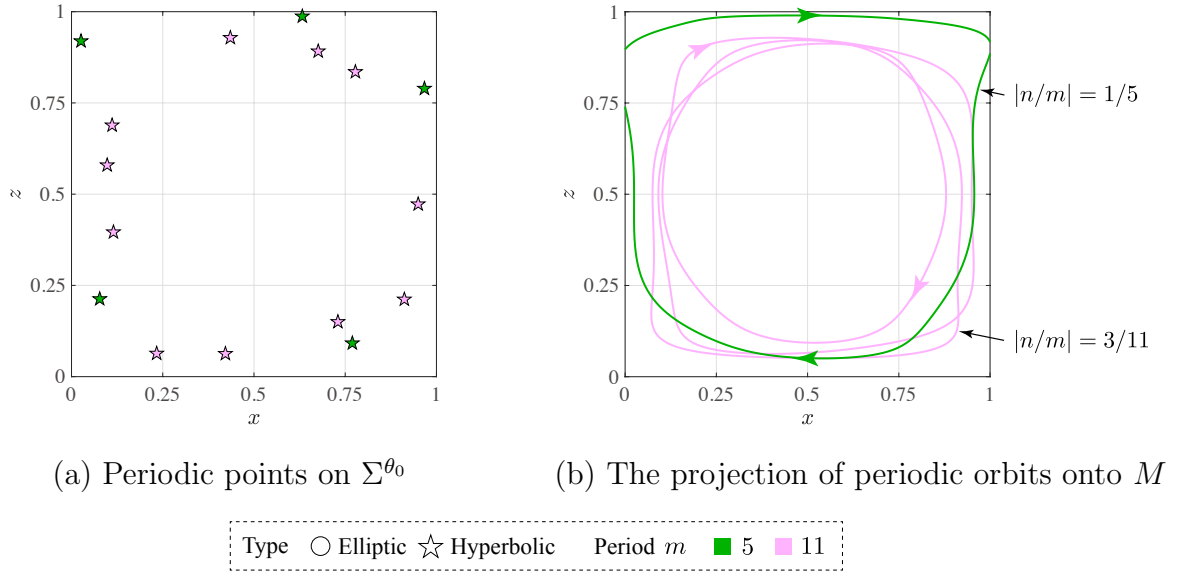 1
0.75
z
0.5
0.25
0
0
0.25
0.5
0.75
1
x
1
0.75
z
0.5
0.25
0
0
0.25
0.5
0.75
1
x
|n/m| = 1/5
|n/m| = 3/11
(a) Periodic points on Σ^θ₀
(b) The projection of periodic orbits onto M
Type Elliptic Hyperbolic Period m 5 11